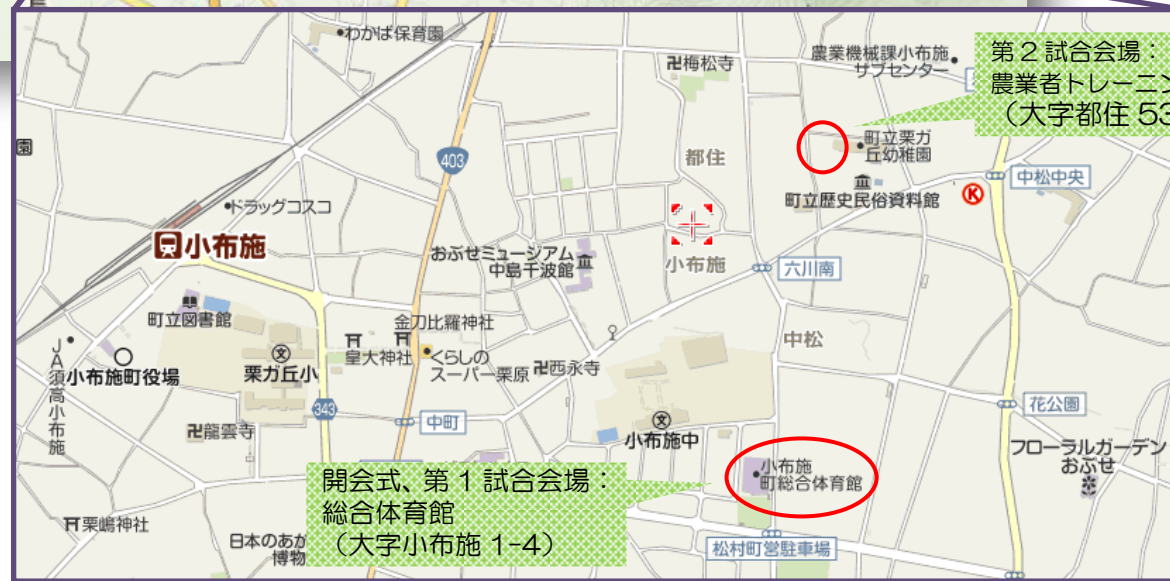 わかば保育園
卍梅松寺
農業機械課小布施
サブセンター
第2試合会場：
農業者トレーニン
（大字都住 53
園
403
都住
町立栗ガ
丘幼稚園
中松中央
町立歴史民俗資料館
K
ドラッグコスコ
小布施
おぶせミュージアム
中島千波館
小布施
六川南
町立図書館
金刀比羅神社
皇大神社
くらしの
スーパー栗原
卍西永寺
中松
JA須高小布施
小布施町役場
文
栗ガ丘小
343
中町
文
小布施中
花公園
卍龍雲寺
フローラルガーデン
おぶせ
開会式、第1試合会場：
総合体育館
（大字小布施 1-4）
小布施
町総合体育館
栗嶋神社
日本のあか
博物
松村町営駐車場